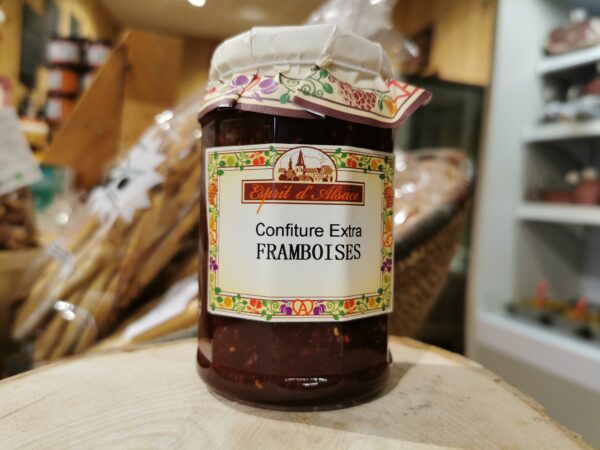 Esprit d'Alsace
Confiture Extra
FRAMBOISES
A